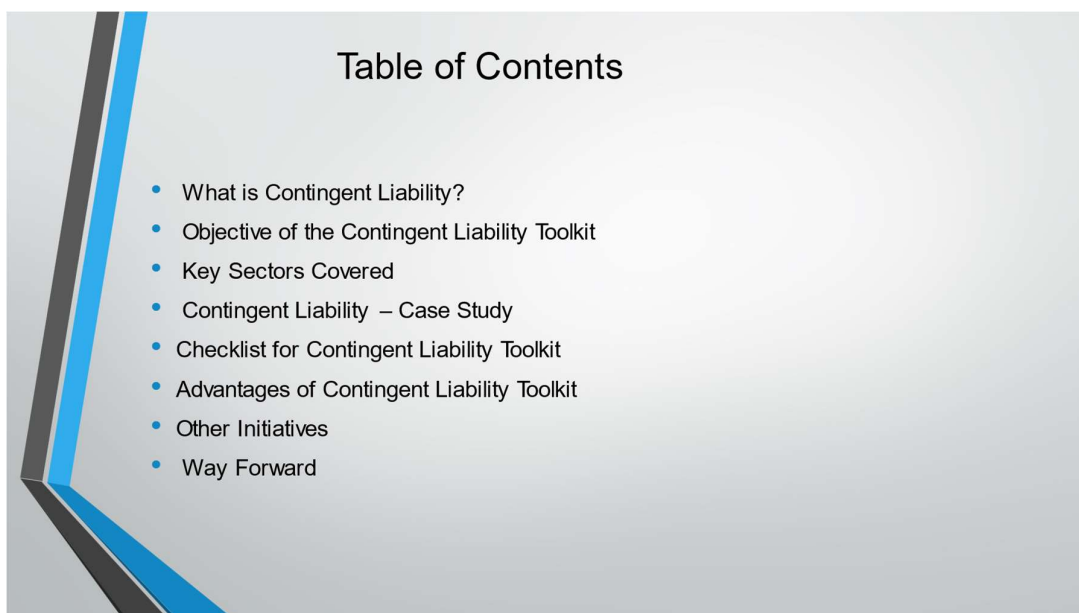 Table of Contents
• What is Contingent Liability?
• Objective of the Contingent Liability Toolkit
• Key Sectors Covered
• Contingent Liability – Case Study
• Checklist for Contingent Liability Toolkit
• Advantages of Contingent Liability Toolkit
• Other Initiatives
• Way Forward